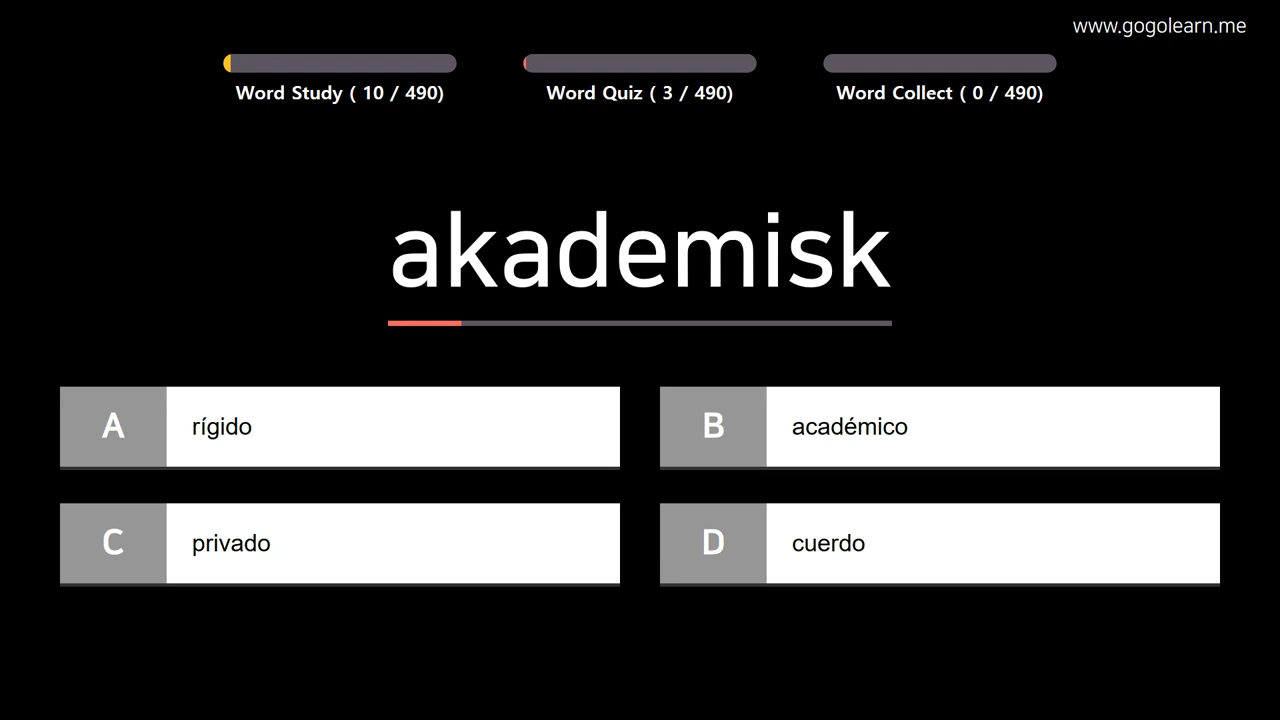 www.gogolearn.me
Word Study ( 10 / 490)
Word Quiz ( 3 / 490)
Word Collect ( 0 / 490)
akademisk
A rígido
B académico
C privado
D cuerdo